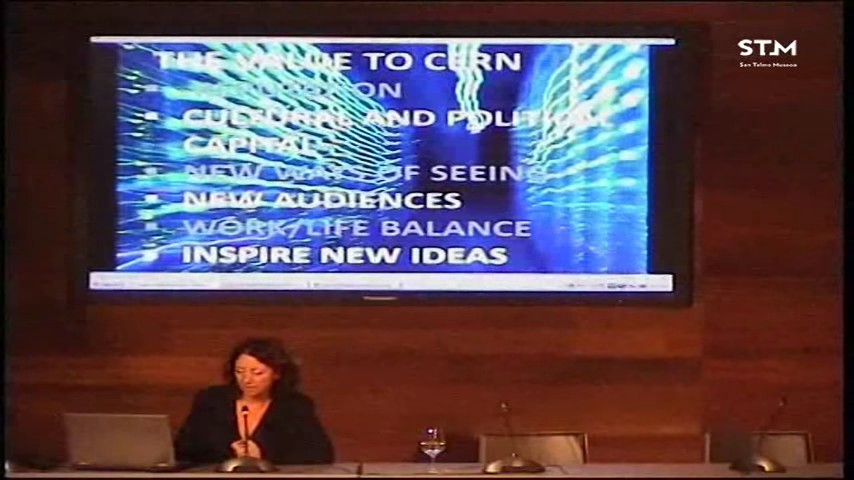 STM
San Telmo Museoa
THE VALUE TO CERN
CULTURAL AND POLITICAL
CAPITAL
NEW WAYS OF SEEING
NEW AUDIENCES
WORK/LIFE BALANCE
INSPIRE NEW IDEAS